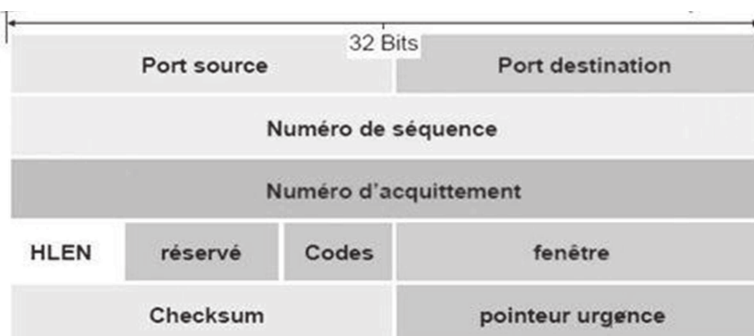 32 Bits
Port source Port destination
Numéro de séquence
Numéro d'acquittement
HLEN réservé Codes fenêtre
Checksum pointeur urgence